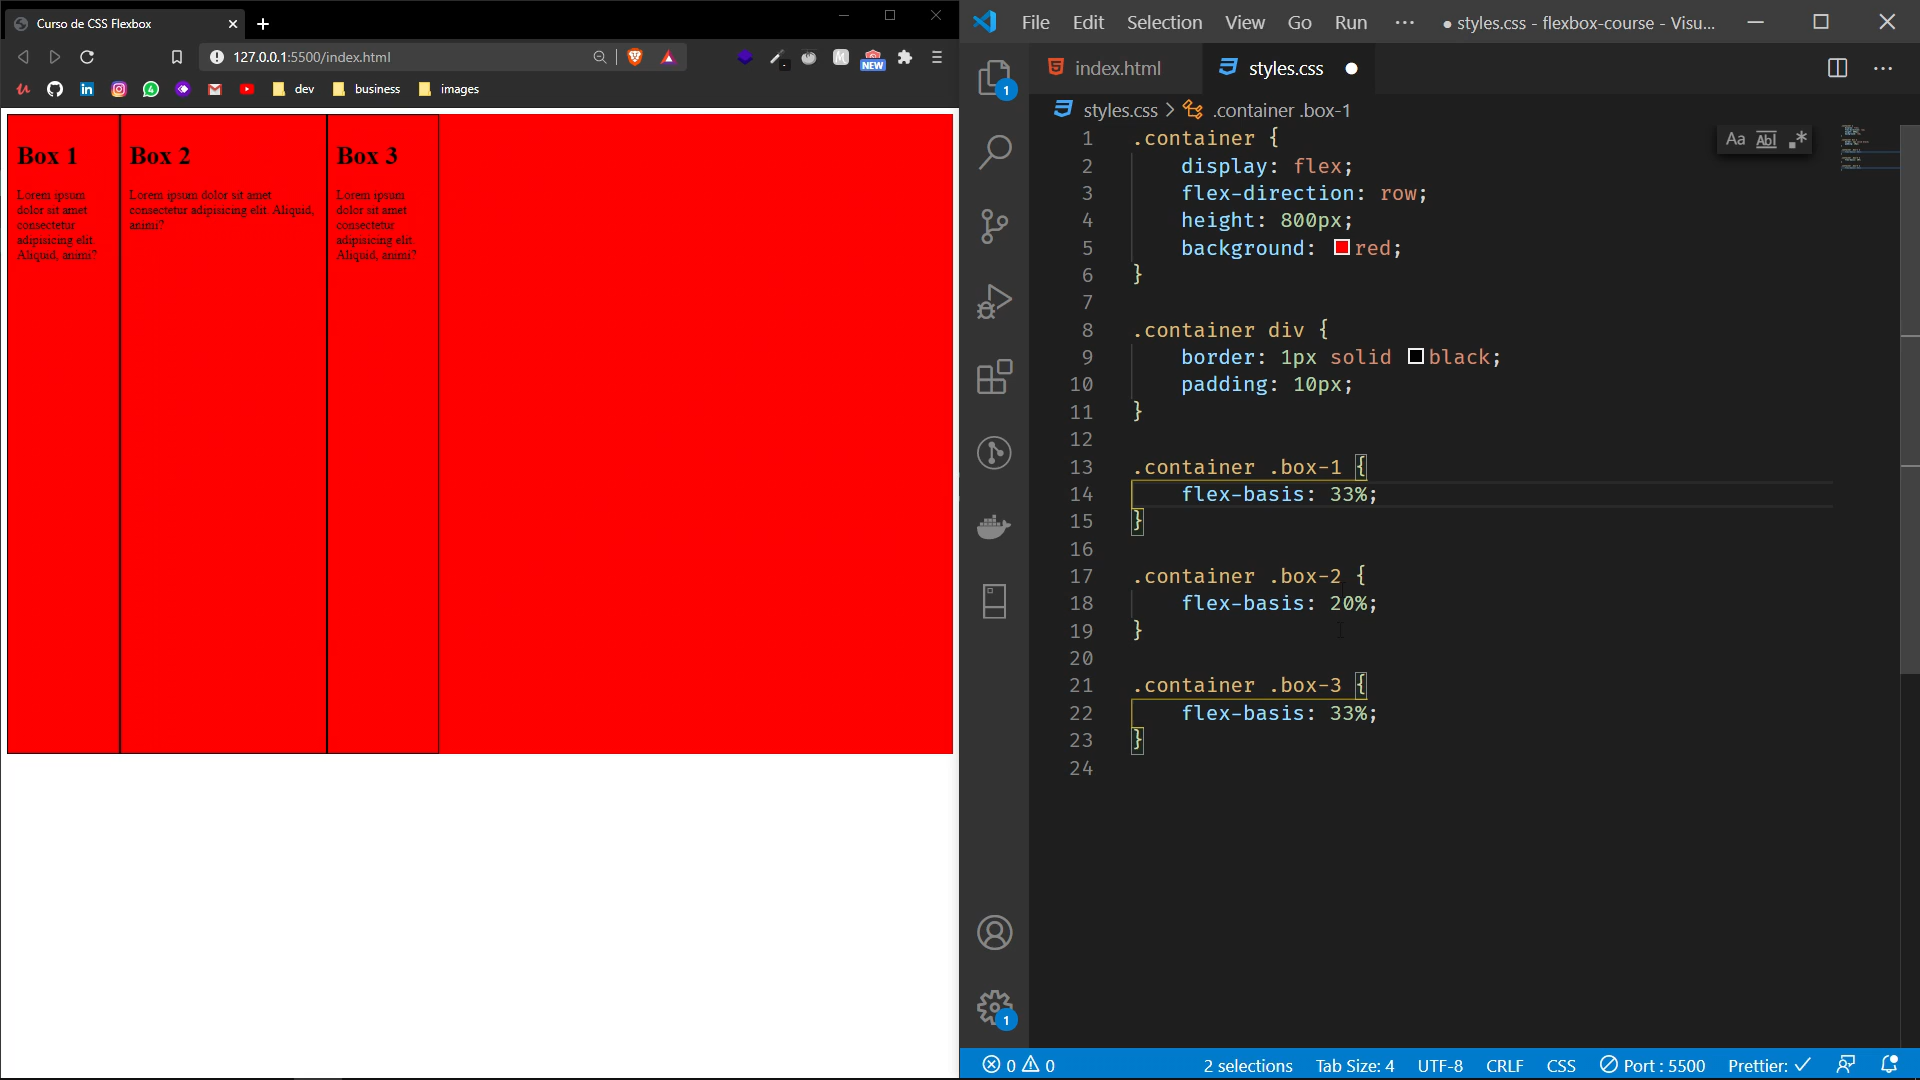 Curso de CSS Flexbox
127.0.0.1:5500/index.html
NEW
dev
business
images
Box 1
Lorem ipsum
dolor sit amet
consectetur
adipisicing elit.
Aliquid, animi?
Box 2
Lorem ipsum dolor sit amet
consectetur adipisicing elit. Aliquid,
animi?
Box 3
Lorem ipsum
dolor sit amet
consectetur
adipisicing elit.
Aliquid, animi?
File Edit Selection View Go Run ··· ● styles.css - flexbox-course - Visu...
index.html
styles.css
styles.css > .container .box-1
Aa Abl .*
1 .container {
2 display: flex;
3 flex-direction: row;
4 height: 800px;
5 background: red;
6 }
7
8 .container div {
9 border: 1px solid black;
10 padding: 10px;
11 }
12
13 .container .box-1 {
14 flex-basis: 33%;
15 }
16
17 .container .box-2 {
18 flex-basis: 20%;
19 }
20
21 .container .box-3 {
22 flex-basis: 33%;
23 }
24
1
1
0 0 2 selections Tab Size: 4 UTF-8 CRLF CSS Port : 5500 Prettier: ✓